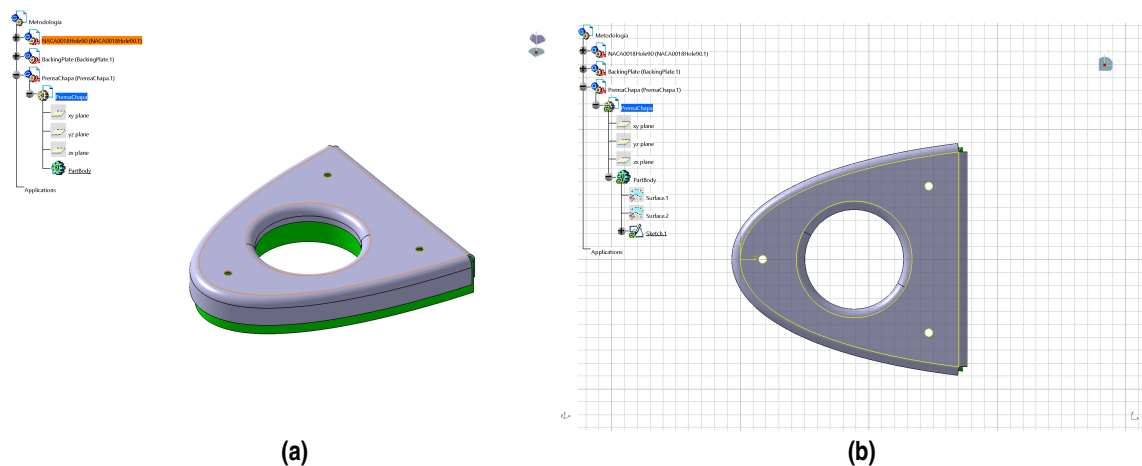 Metodologia
NACA0018Hole90 (NACA0018Hole90.1)
BackingPlate (BackingPlate.1)
PrensaChapa (PrensaChapa.1)
PrensaChapa
xy plane
yz plane
zx plane
PartBody
Applications
(a)
Metodologia
NACA0018Hole90 (NACA0018Hole90.1)
BackingPlate (BackingPlate.1)
PrensaChapa (PrensaChapa.1)
PrensaChapa
xy plane
yz plane
zx plane
PartBody
Surface.1
Surface.2
Sketch.1
Applications
(b)